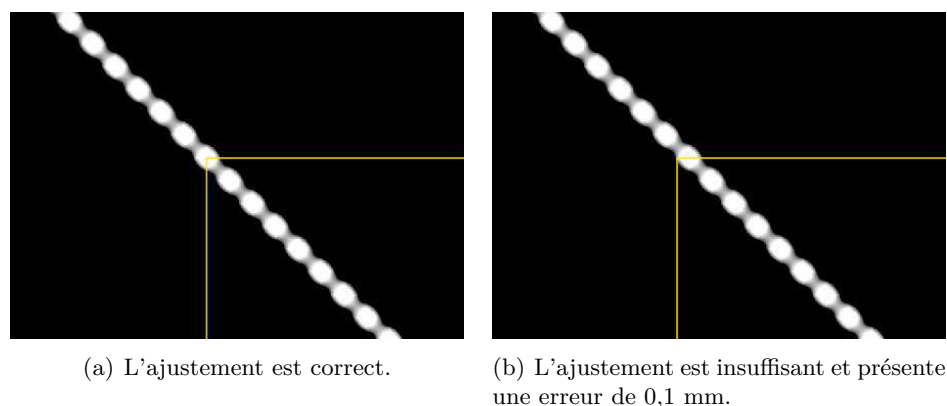 (a) L'ajustement est correct.
(b) L'ajustement est insuffisant et présente
une erreur de 0,1 mm.